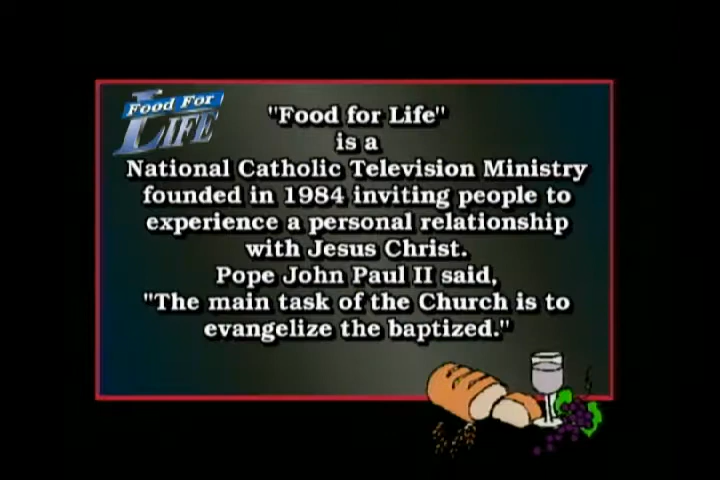 Food For
LIFE
"Food for Life"
is a
National Catholic Television Ministry
founded in 1984 inviting people to
experience a personal relationship
with Jesus Christ.
Pope John Paul II said,
"The main task of the Church is to
evangelize the baptized."